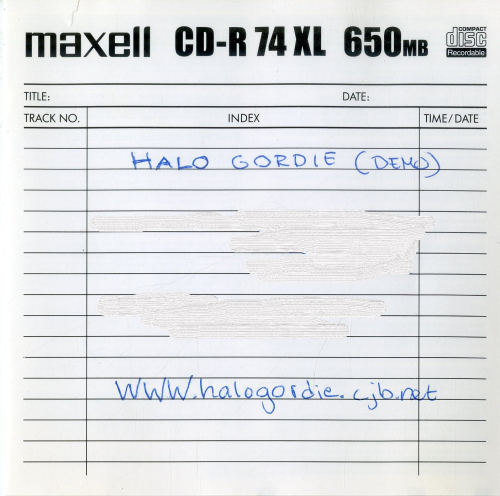 maxell CD-R 74 XL 650MB COMPACT disc Recordable
TITLE: DATE:
TRACK NO. INDEX TIME/DATE
HALO GORDIE (DEMO)
WWW.halogordie.cjb.net